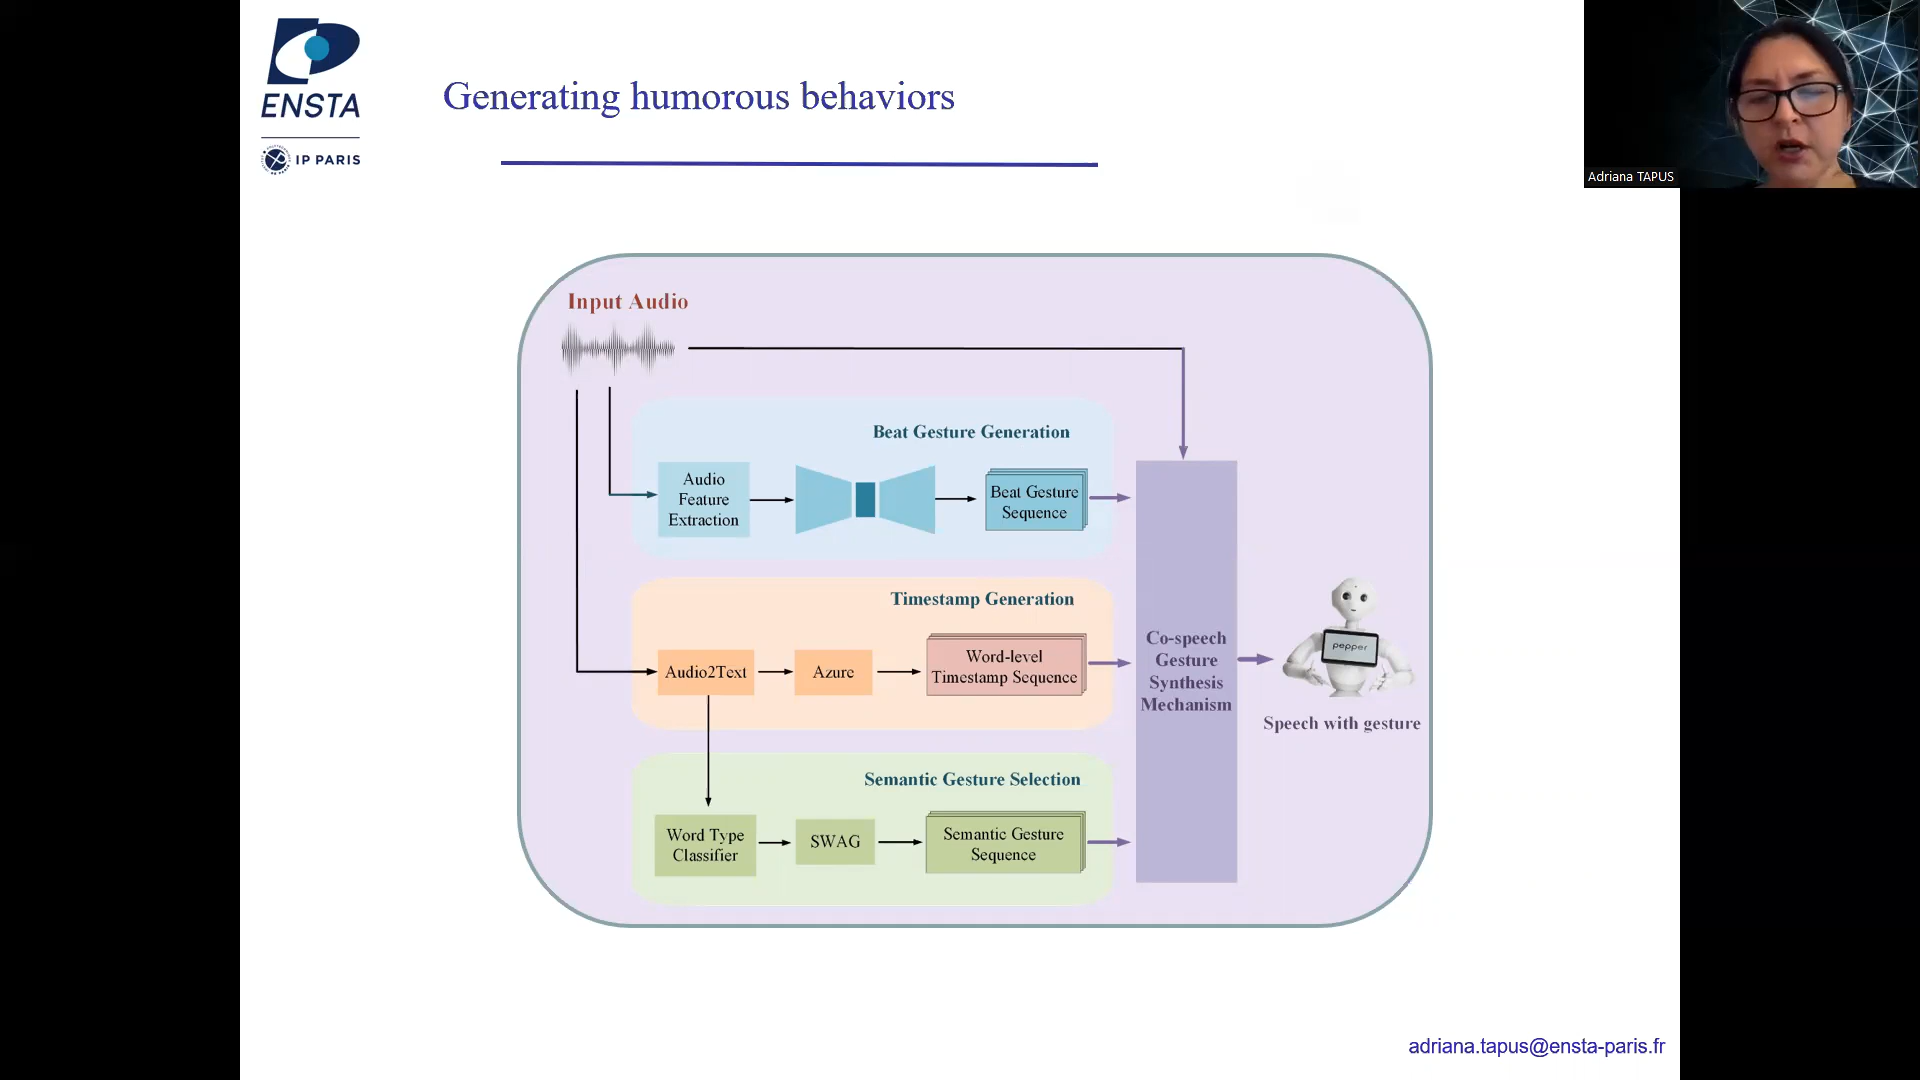 ENSTA
IP PARIS
Generating humorous behaviors
Adriana TAPUS
Input Audio
Beat Gesture Generation
Audio
Feature
Extraction
Beat Gesture
Sequence
Timestamp Generation
Audio2Text
Azure
Word-level
Timestamp Sequence
Semantic Gesture Selection
Word Type
Classifier
SWAG
Semantic Gesture
Sequence
Co-speech
Gesture
Synthesis
Mechanism
pepper
Speech with gesture
adriana.tapus@ensta-paris.fr